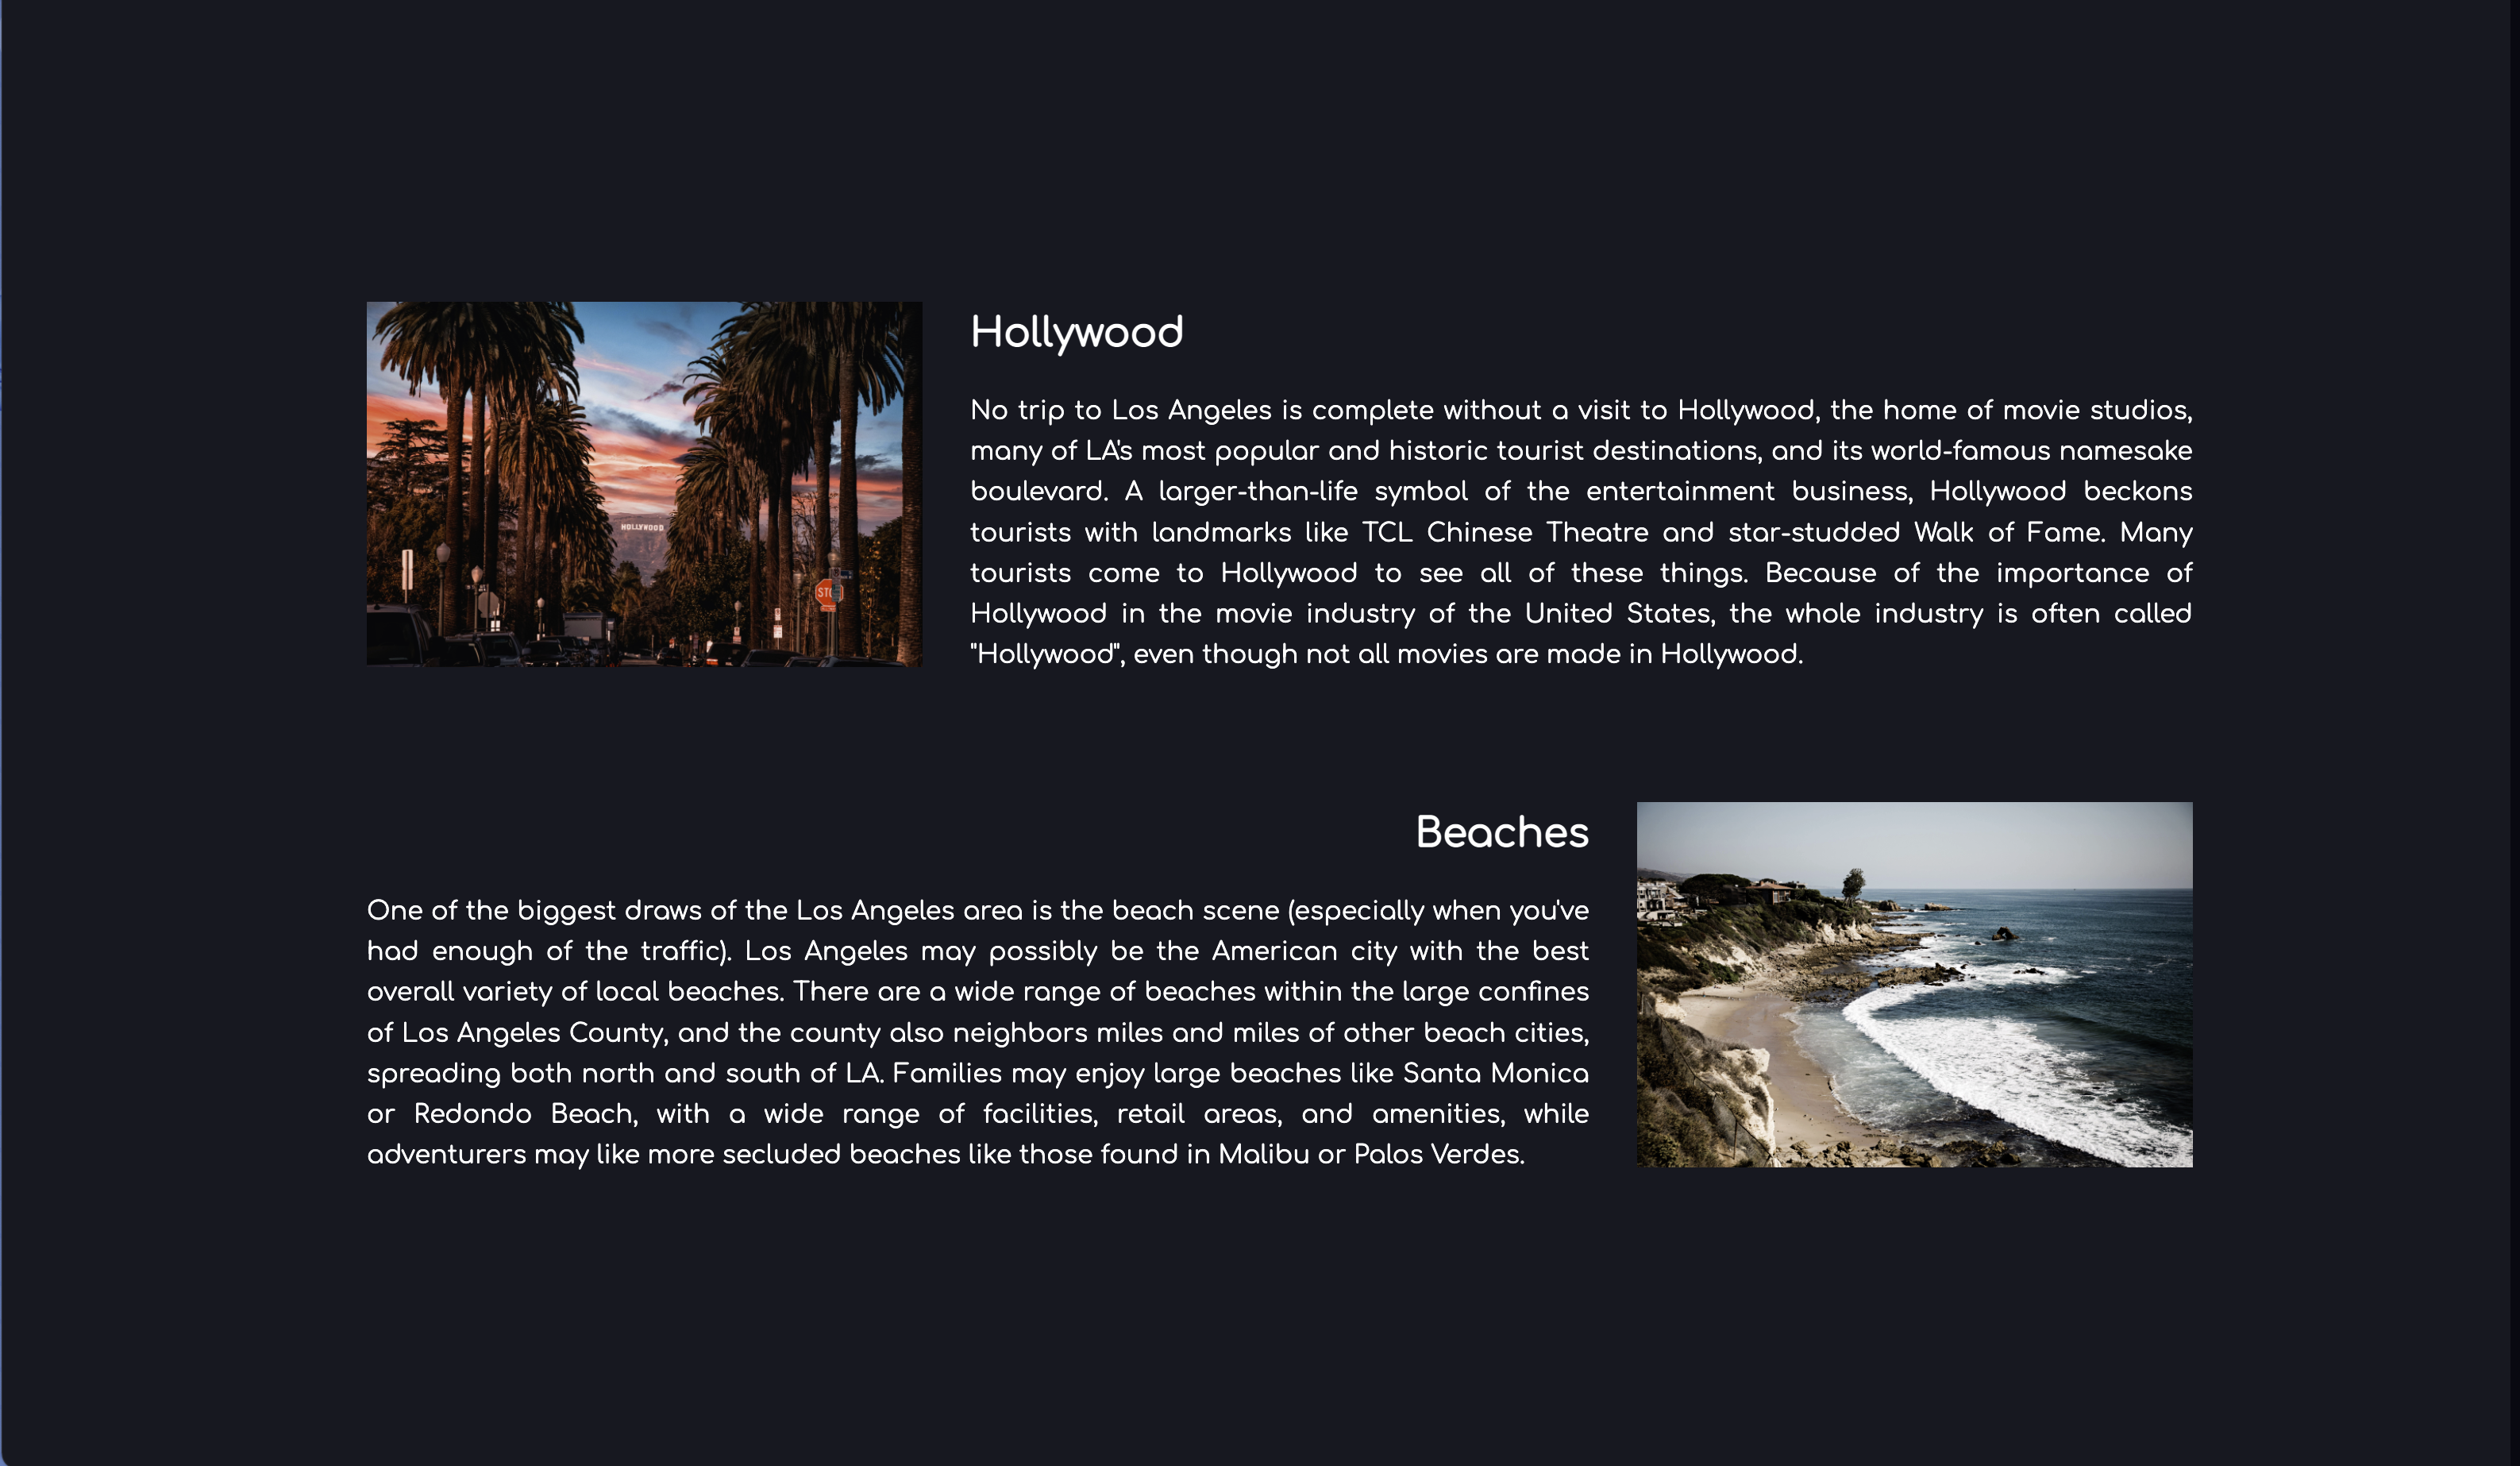 HOLLYWOOD
Hollywood
No trip to Los Angeles is complete without a visit to Hollywood, the home of movie studios,
many of LA's most popular and historic tourist destinations, and its world-famous namesake
boulevard. A larger-than-life symbol of the entertainment business, Hollywood beckons
tourists with landmarks like TCL Chinese Theatre and star-studded Walk of Fame. Many
tourists come to Hollywood to see all of these things. Because of the importance of
Hollywood in the movie industry of the United States, the whole industry is often called
"Hollywood", even though not all movies are made in Hollywood.
Beaches
One of the biggest draws of the Los Angeles area is the beach scene (especially when you've
had enough of the traffic). Los Angeles may possibly be the American city with the best
overall variety of local beaches. There are a wide range of beaches within the large confines
of Los Angeles County, and the county also neighbors miles and miles of other beach cities,
spreading both north and south of LA. Families may enjoy large beaches like Santa Monica
or Redondo Beach, with a wide range of facilities, retail areas, and amenities, while
adventurers may like more secluded beaches like those found in Malibu or Palos Verdes.